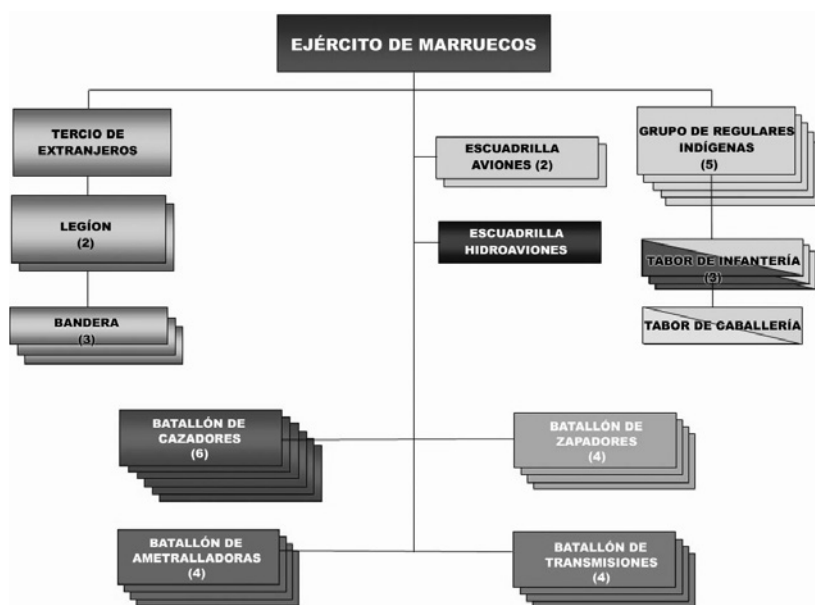 EJÉRCITO DE MARRUECOS
TERCIO DE
EXTRANJEROS
ESCUADRILLA
AVIONES (2)
GRUPO DE REGULARES
INDÍGENAS
(5)
LEGÍON
(2)
ESCUADRILLA
HIDROAVIONES
TABOR DE INFANTERÍA
(3)
BANDERA
(3)
TABOR DE CABALLERÍA
BATALLÓN DE
CAZADORES
(6)
BATALLÓN DE
ZAPADORES
(4)
BATALLÓN DE
AMETRALLADORAS
(4)
BATALLÓN DE
TRANSMISIONES
(4)